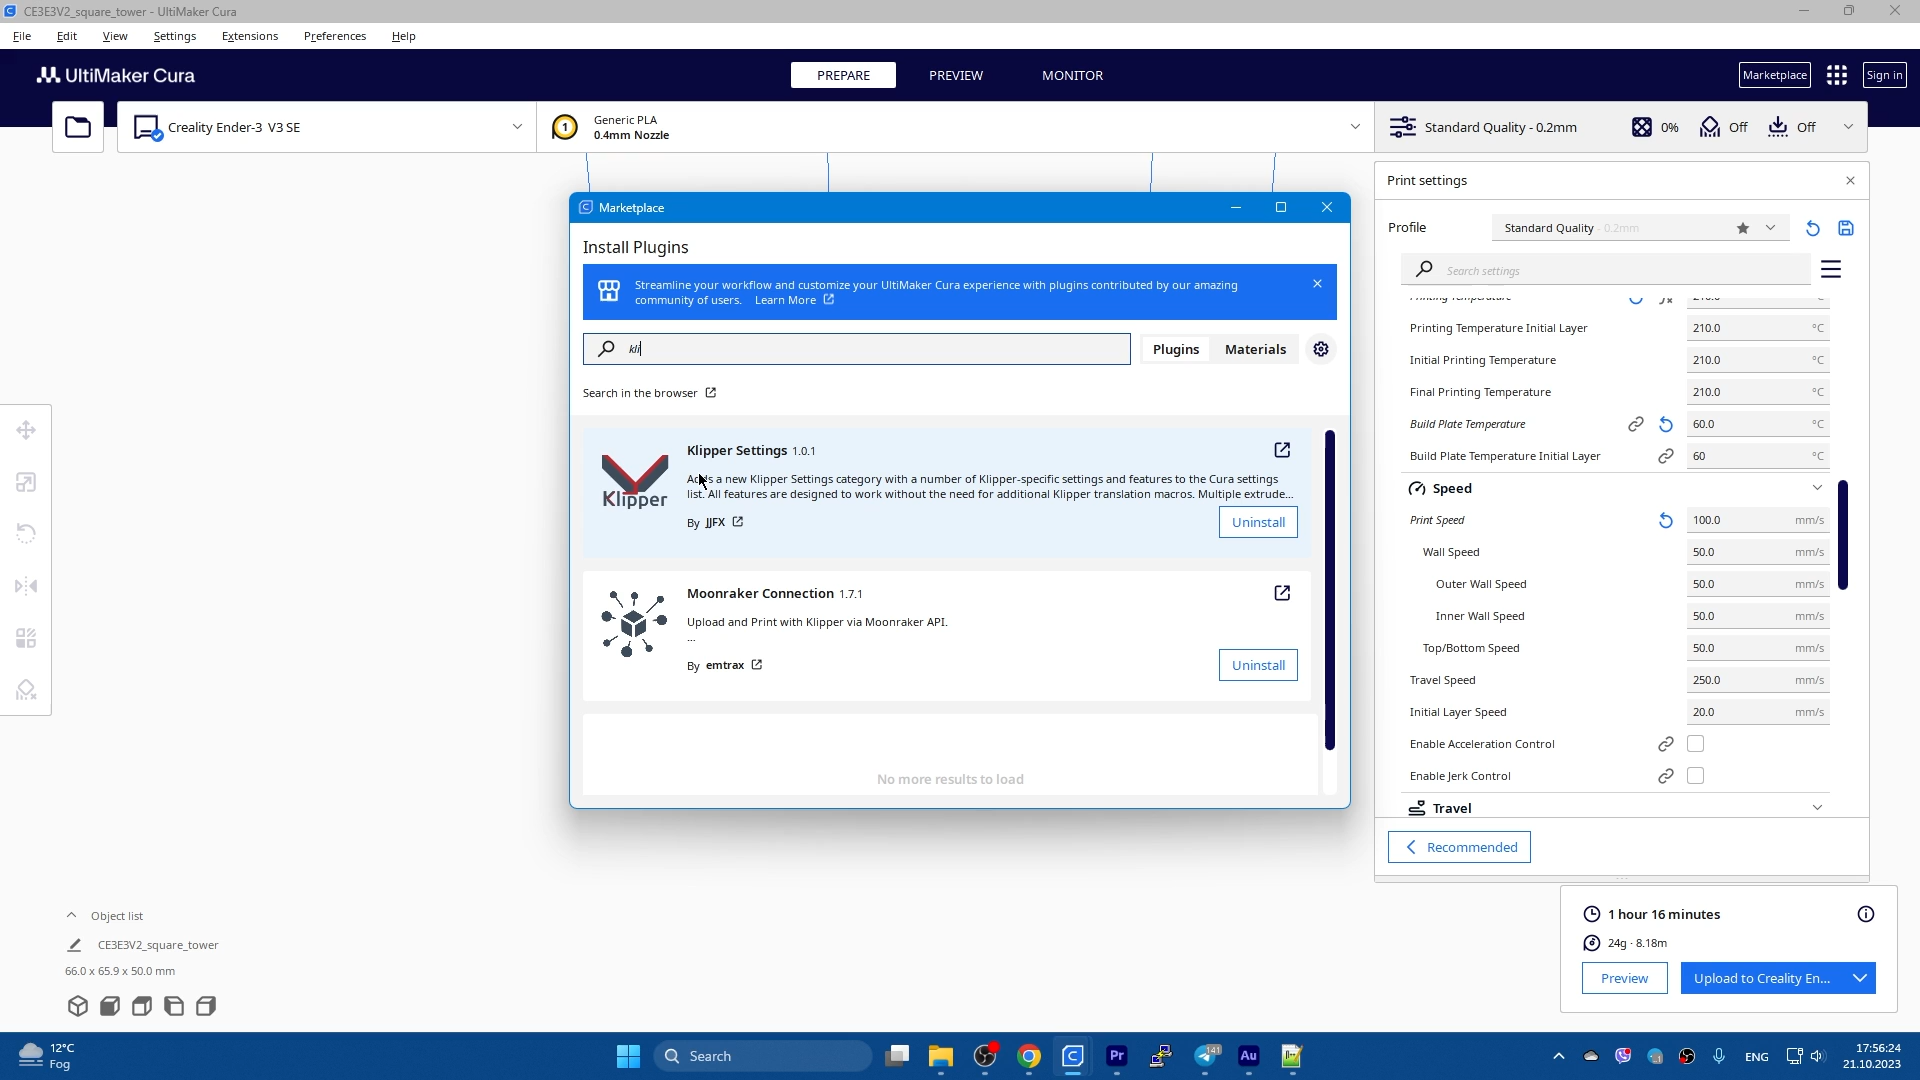 CE3E3V2_square_tower - UltiMaker Cura
File Edit View Settings Extensions Preferences Help
UltiMaker Cura
PREPARE PREVIEW MONITOR
Marketplace Sign in
Creality Ender-3 V3 SE
1
Generic PLA
0.4mm Nozzle
Standard Quality - 0.2mm 0% Off Off
Print settings
Profile Standard Quality - 0.2mm
Search settings
Printing Temperature 210.0 °C
Printing Temperature Initial Layer 210.0 °C
Initial Printing Temperature 210.0 °C
Final Printing Temperature 210.0 °C
Build Plate Temperature 60.0 °C
Build Plate Temperature Initial Layer 60 °C
Speed
Print Speed 100.0 mm/s
Wall Speed 50.0 mm/s
Outer Wall Speed 50.0 mm/s
Inner Wall Speed 50.0 mm/s
Top/Bottom Speed 50.0 mm/s
Travel Speed 250.0 mm/s
Initial Layer Speed 20.0 mm/s
Enable Acceleration Control
Enable Jerk Control
Travel
Recommended
Marketplace
Install Plugins
Streamline your workflow and customize your UltiMaker Cura experience with plugins contributed by our amazing
community of users. Learn More
kli
Plugins Materials
Search in the browser
Klipper
Klipper Settings 1.0.1
Adds a new Klipper Settings category with a number of Klipper-specific settings and features to the Cura settings
list. All features are designed to work without the need for additional Klipper translation macros. Multiple extrude...
By JJFX
Uninstall
Moonraker Connection 1.7.1
Upload and Print with Klipper via Moonraker API.
...
By emtrax
Uninstall
No more results to load
Object list
CE3E3V2_square_tower
66.0 x 65.9 x 50.0 mm
1 hour 16 minutes
24g · 8.18m
Preview Upload to Creality En...
12°C
Fog
Search
Pr
141
Au
ENG
17:56:24
21.10.2023